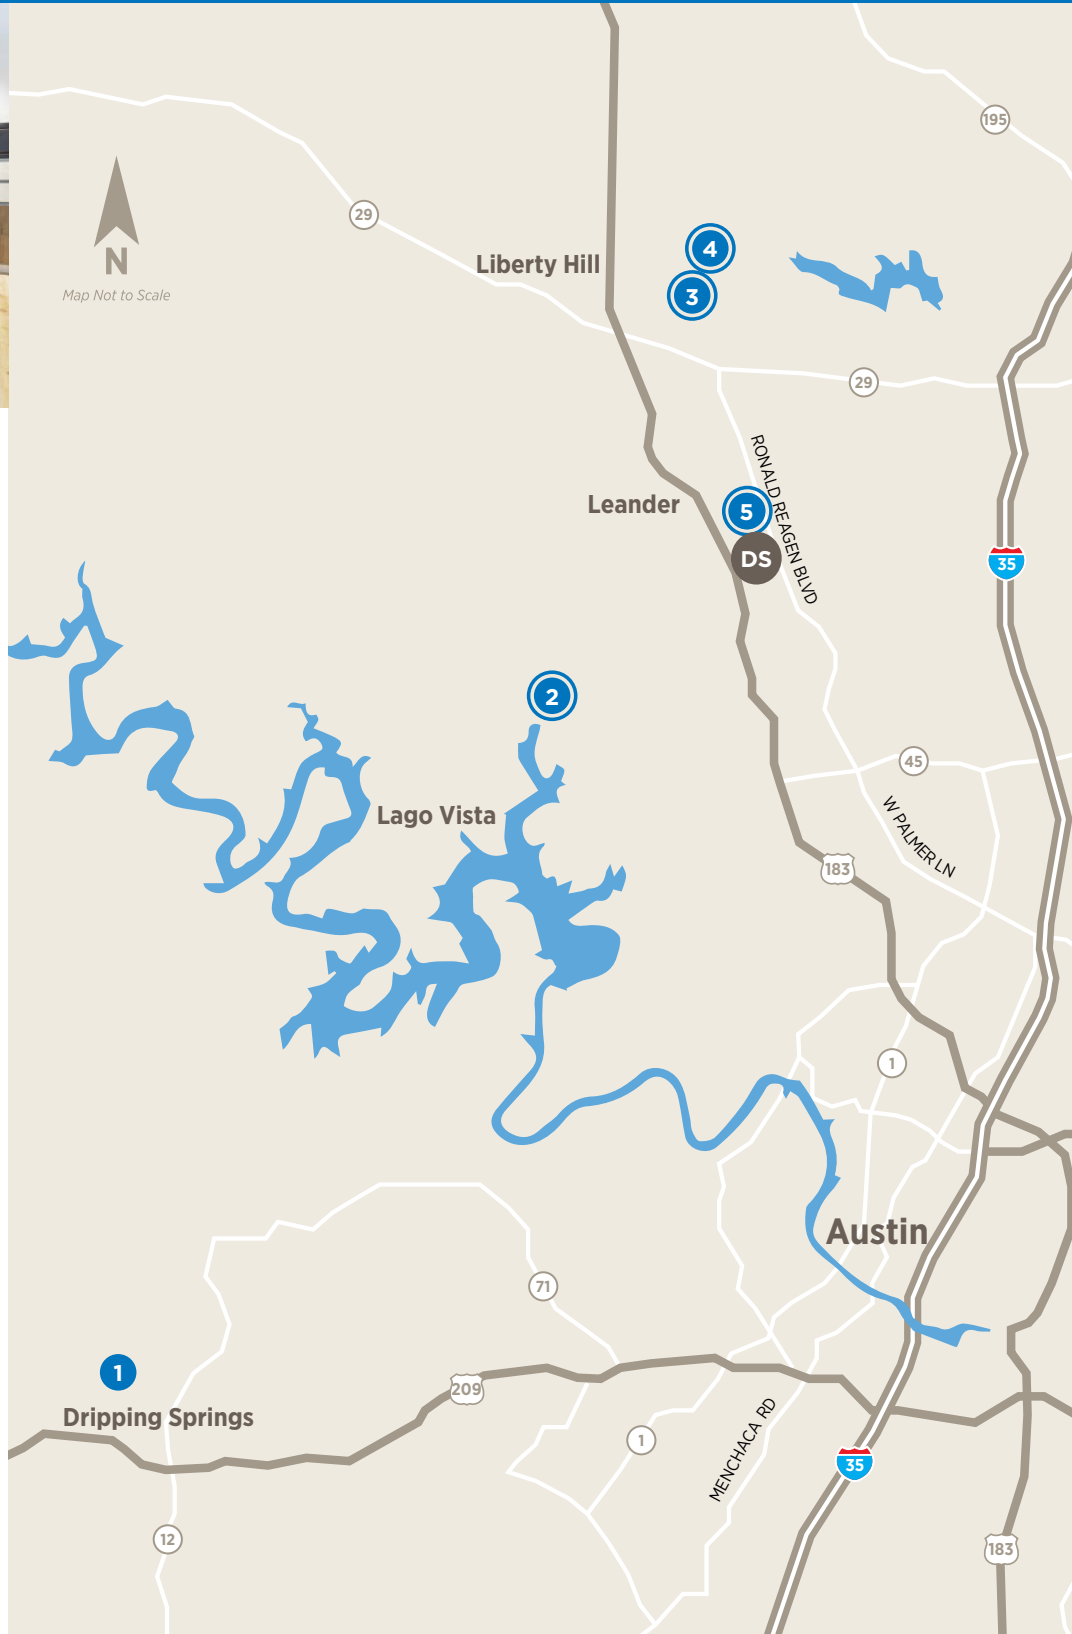 195
29
4
Liberty Hill
N
3
Map Not to Scale
29
RONALD REAGEN BLVD
Leander
5
DS
35
2
45
Lago Vista
W PALMER LN
183
1
Austin
71
1
209
Dripping Springs
MENCHACA RD
1
35
12
183